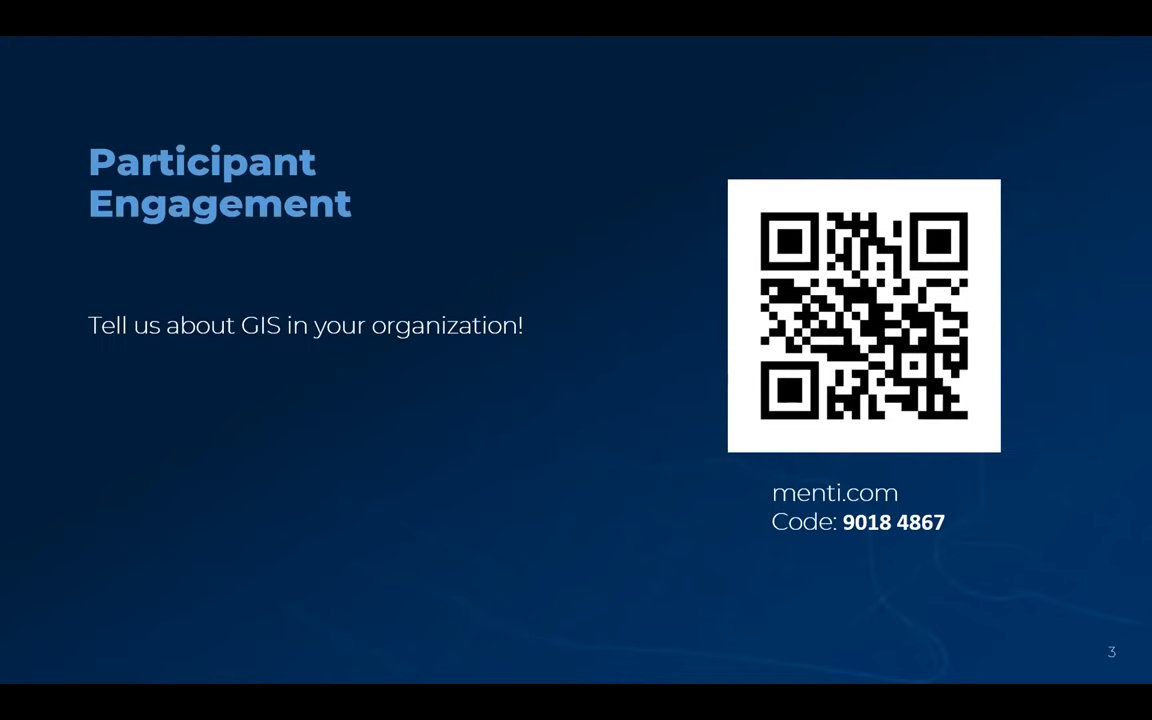 Participant
Engagement
Tell us about GIS in your organization!
menti.com
Code: 9018 4867
3